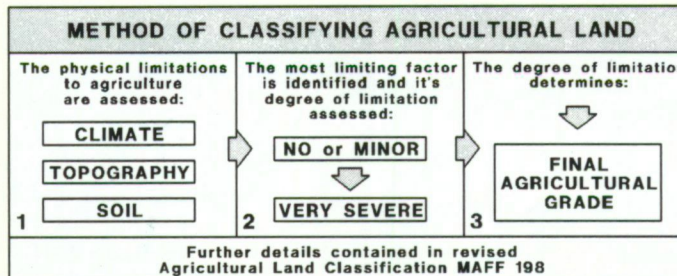 METHOD OF CLASSIFYING AGRICULTURAL LAND
The physical limitations
to agriculture
are assessed:
CLIMATE
TOPOGRAPHY
SOIL
1
The most limiting factor
is identified and it's
degree of limitation
assessed:
NO or MINOR
VERY SEVERE
2
The degree of limitatio
determines:
FINAL
AGRICULTURAL
GRADE
3
Further details contained in revised
Agricultural Land Classification MAFF 198